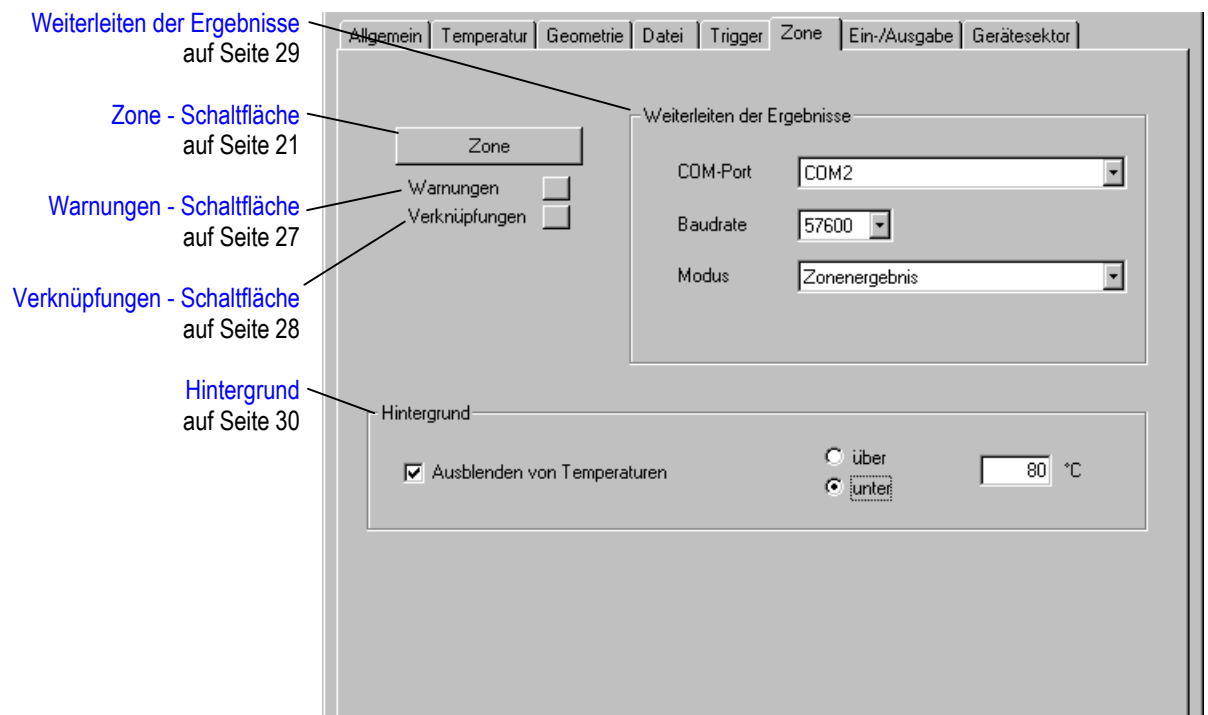 Weiterleiten der Ergebnisse
auf Seite 29
Zone - Schaltfläche
auf Seite 21
Warnungen - Schaltfläche
auf Seite 27
Verknüpfungen - Schaltfläche
auf Seite 28
Hintergrund
auf Seite 30
Allgemein Temperatur Geometrie Datei Trigger Zone Ein-/Ausgabe Gerätesektor
Zone
Warnungen
Verknüpfungen
Weiterleiten der Ergebnisse
COM-Port COM2
Baudrate 57600
Modus Zonenergebnis
Hintergrund
Ausblenden von Temperaturen
über
unter
80 °C